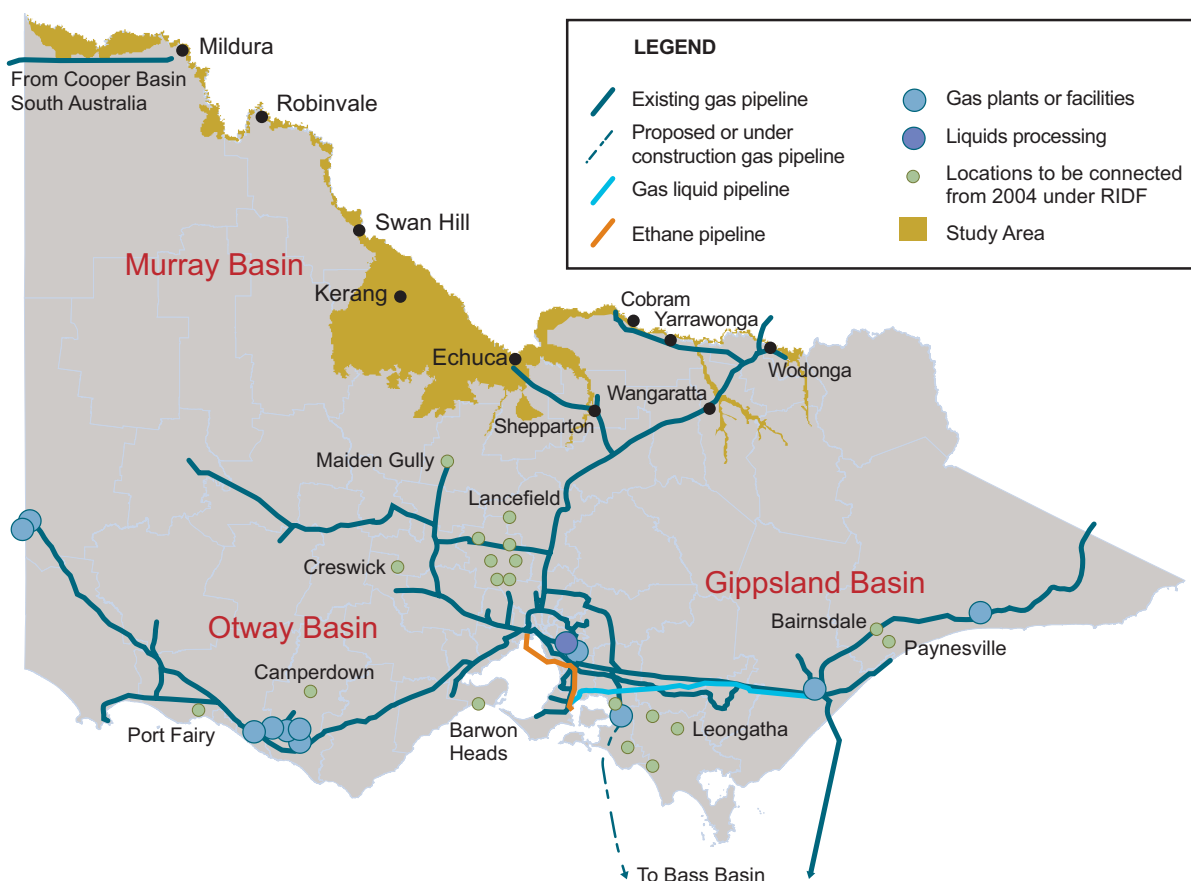 LEGEND
Existing gas pipeline
Proposed or under
construction gas pipeline
Gas liquid pipeline
Ethane pipeline
Gas plants or facilities
Liquids processing
Locations to be connected
from 2004 under RIDF
Study Area
Mildura
From Cooper Basin
South Australia
Robinvale
Swan Hill
Murray Basin
Kerang
Cobram
Yarrawonga
Echuca
Wodonga
Wangaratta
Shepparton
Maiden Gully
Lancefield
Creswick
Gippsland Basin
Otway Basin
Bairnsdale
Paynesville
Camperdown
Port Fairy
Barwon
Heads
Leongatha
To Bass Basin